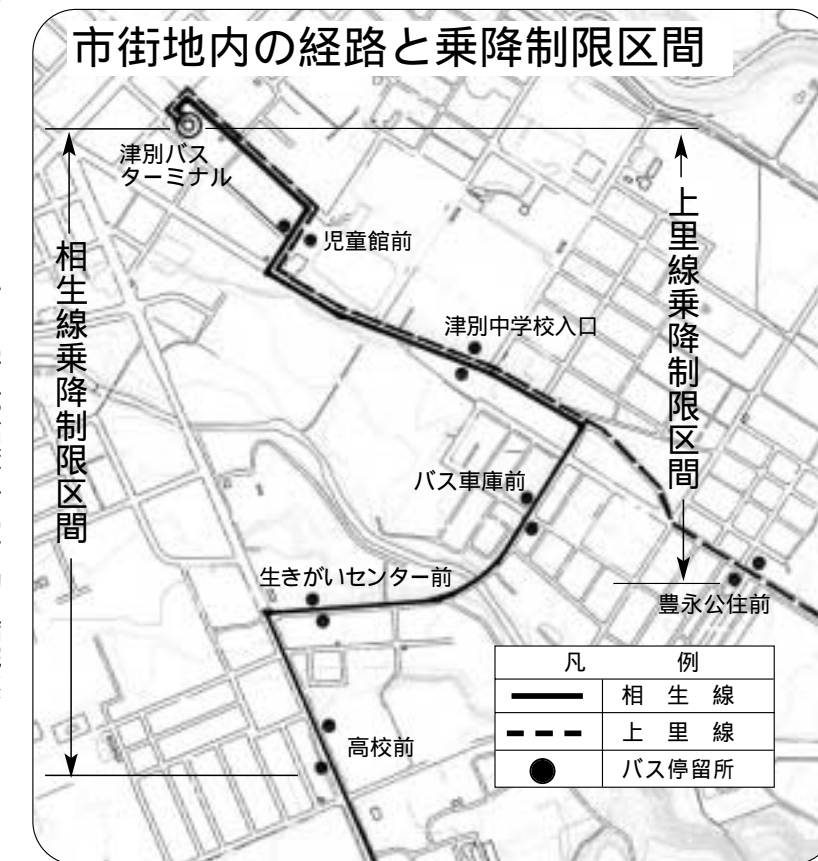 市街地内の経路と乗降制限区間
津別バス
ターミナル
児童館前
相生線乗降制限区間
上里線乗降制限区間
津別中学校入口
バス車庫前
生きがいセンター前
豊永公住前
高校前
凡 例
相 生 線
上 里 線
バス停留所